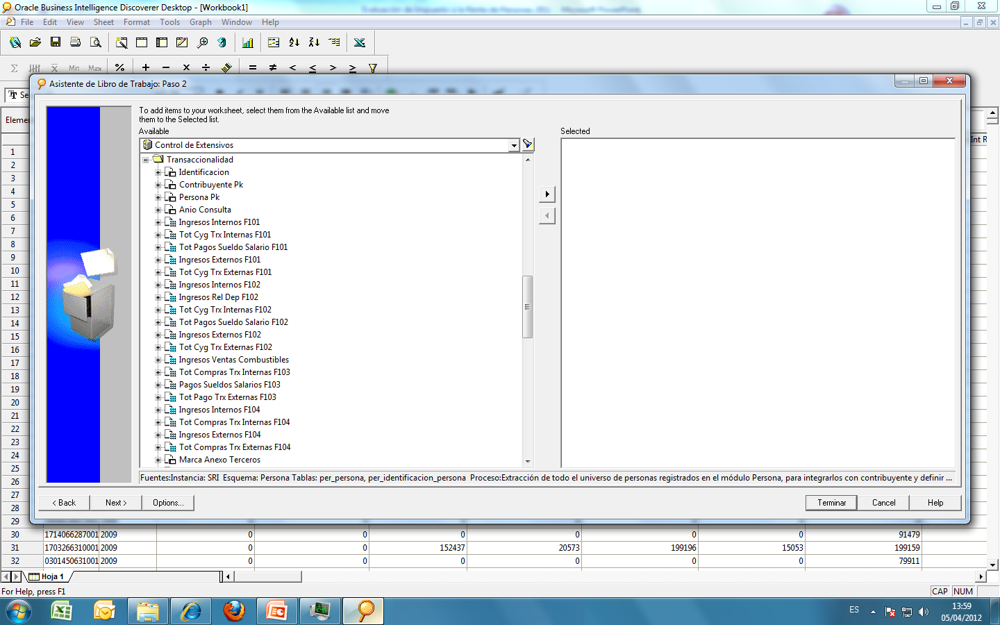 Oracle Business Intelligence Discoverer Desktop - [Workbook1]
File Edit View Sheet Format Tools Graph Window Help
Min Max %
Asistente de Libro de Trabajo: Paso 2
To add items to your worksheet, select them from the Available list and move
them to the Selected list.
Available
Selected
Control de Extensivos
Transaccionalidad
Identificacion
Contribuyente Pk
Persona Pk
Anio Consulta
Ingresos Internos F101
Tot Cyg Trx Internas F101
Tot Pagos Sueldo Salario F101
Ingresos Externos F101
Tot Cyg Trx Externas F101
Ingresos Internos F102
Ingresos Rel Dep F102
Tot Cyg Trx Internas F102
Tot Pagos Sueldo Salario F102
Ingresos Externos F102
Tot Cyg Trx Externas F102
Ingresos Ventas Combustibles
Tot Compras Trx Internas F103
Pagos Sueldos Salarios F103
Tot Pago Trx Externas F103
Ingresos Internos F104
Tot Compras Trx Internas F104
Ingresos Externos F104
Tot Compras Trx Externas F104
Marca Anexo Terceros
Fuentes:Instancia: SRI Esquema: Persona Tablas: per_persona, per_identificacion_persona Proceso:Extracción de todo el universo de personas registrados en el módulo Persona, para integrarlos con contribuyente y definir ...
< Back Next > Options... Terminar Cancel Help
Int R
1
2
3
4
5
6
7
8
9
10
11
12
13
14
15
16
17
18
19
20
21
22
23
24
25
26
27
28
29
30 1714066287001 2009 0 0 0 0 0 0 91479
31 1703266310001 2009 0 0 152437 20573 199196 15053 199159
32 0301450631001 2009 0 0 0 0 0 0 79911
Hoja 1
For Help, press F1
CAP NUM
ES
13:59
05/04/2012